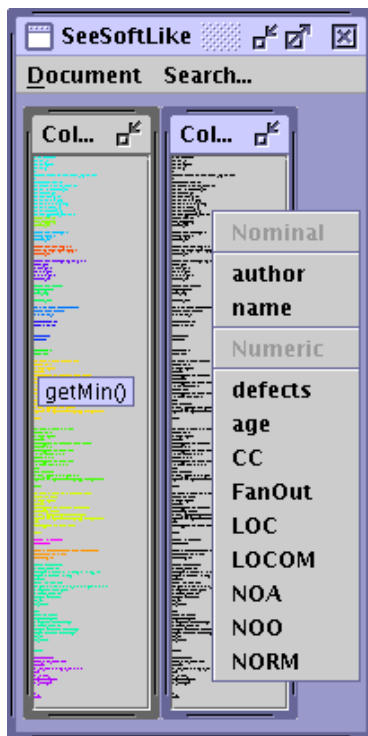 SeeSoftLike
Document Search...
Col... Col...
Nominal
author
name
Numeric
getMin()
defects
age
CC
FanOut
LOC
LOCOM
NOA
NOO
NORM